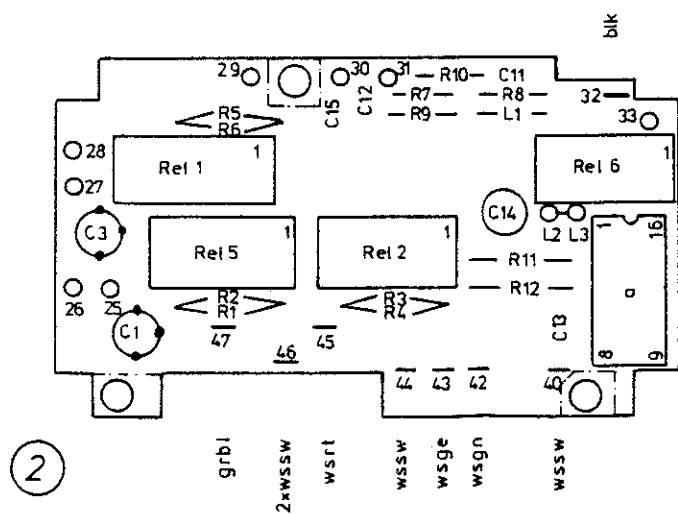 blk
29
30
31
R10
C11
R7
R8
32
C15
C12
R5
R6
R9
L1
33
28
Rel 1
1
Rel 6
1
27
C3
C14
L2
L3
Rel 5
1
Rel 2
1
1
16
R11
26
25
R2
R1
R3
R4
R12
C1
47
45
C13
46
8
9
44
43
42
40
2
grbl
2xwssw
wsrt
wssw
wsge
wsgn
wssw